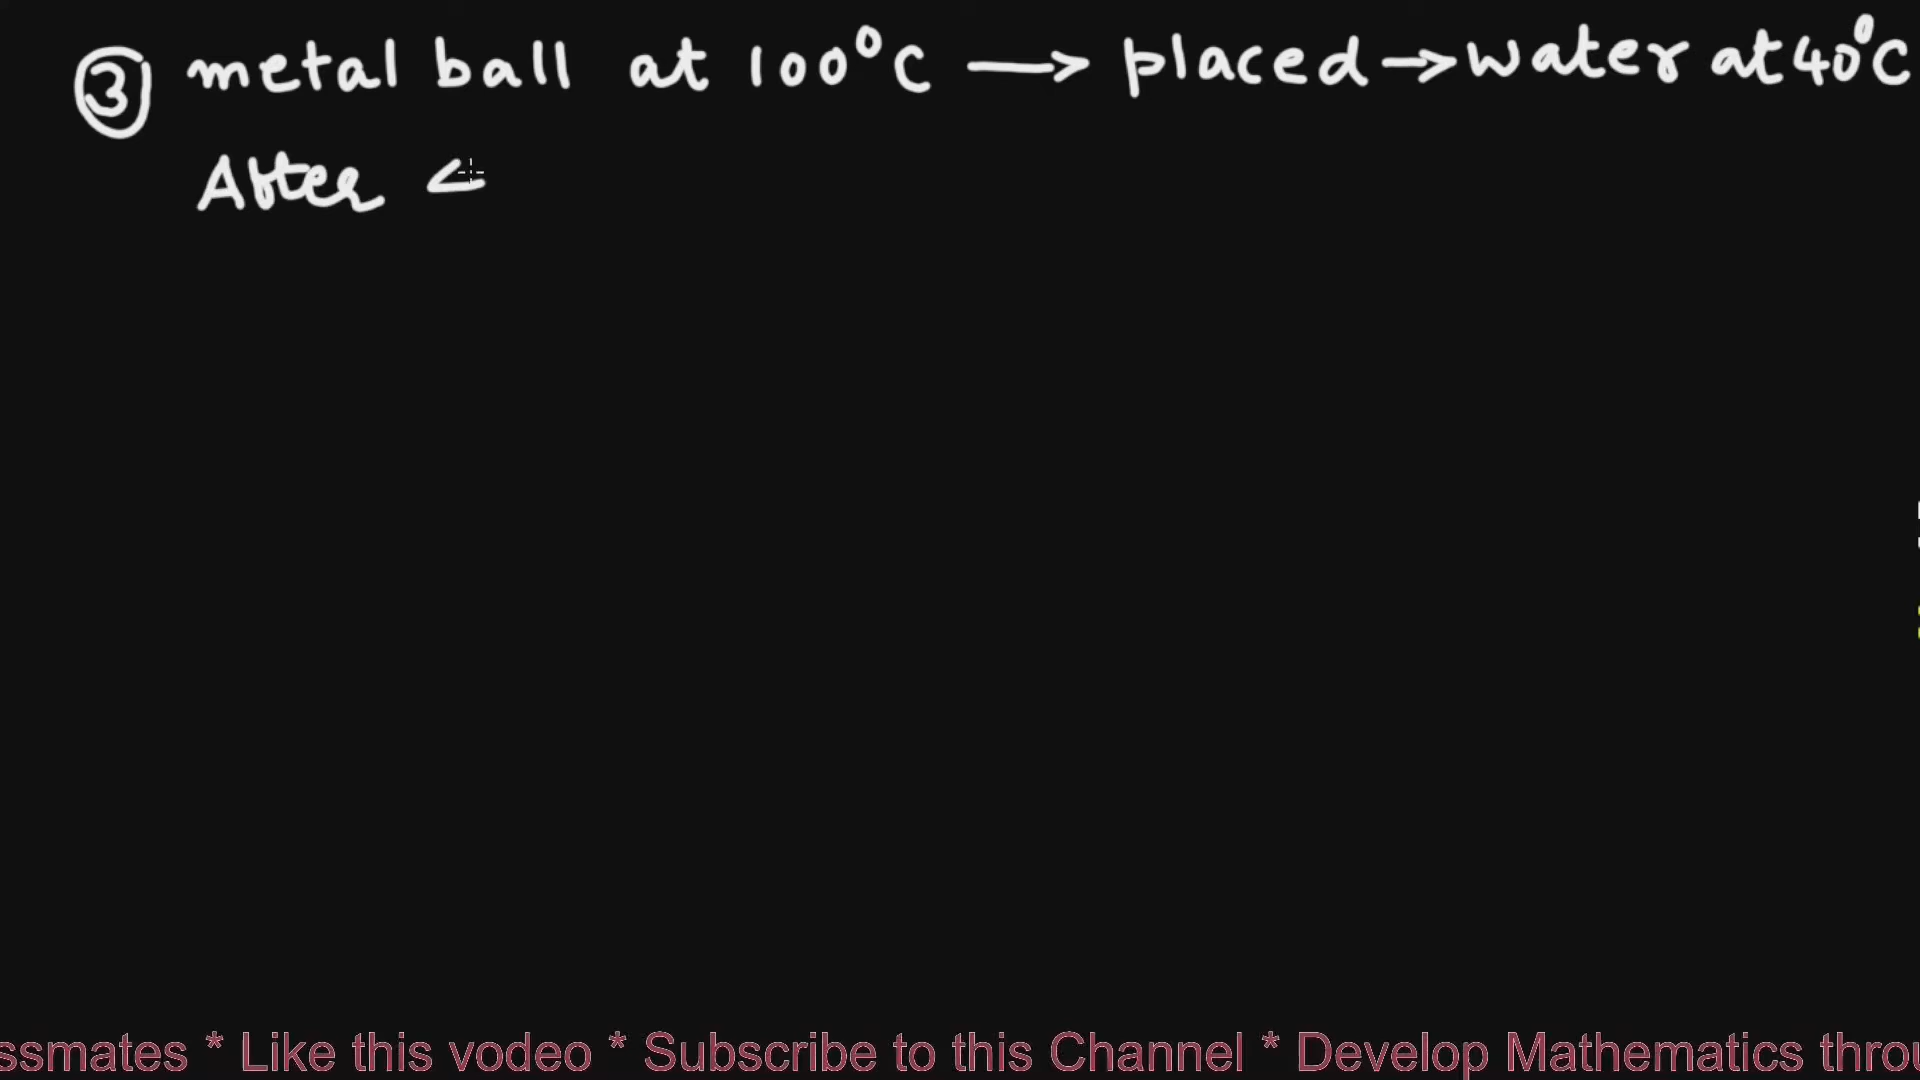 ③ metal ball at 100°C → placed → water at 40°C
After
ssmates * Like this vodeo * Subscribe to this Channel * Develop Mathematics throu